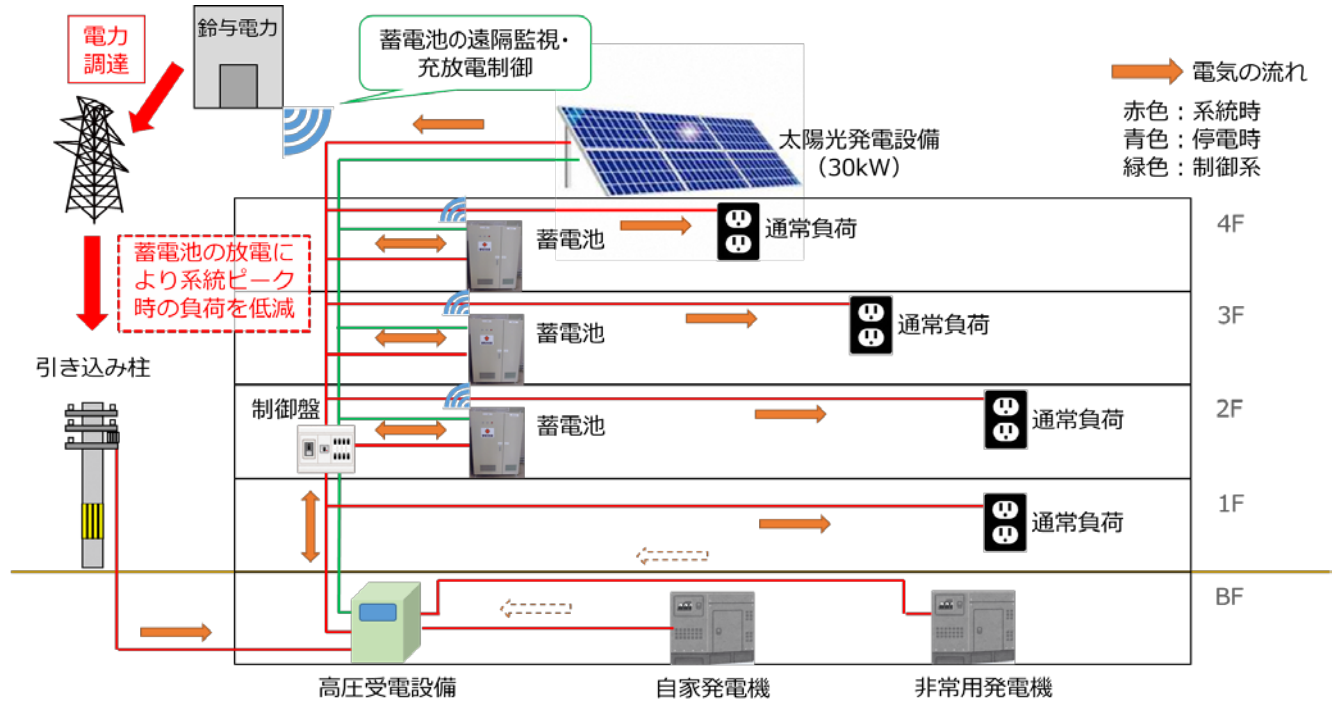 電力
調達
鈴与電力
蓄電池の遠隔監視・
充放電制御
電気の流れ
赤色：系統時
青色：停電時
緑色：制御系
太陽光発電設備
（30kW）
蓄電池の放電に
より系統ピーク
時の負荷を低減
蓄電池
通常負荷
4F
蓄電池
通常負荷
3F
引き込み柱
制御盤
蓄電池
通常負荷
2F
通常負荷
1F
BF
高圧受電設備
自家発電機
非常用発電機